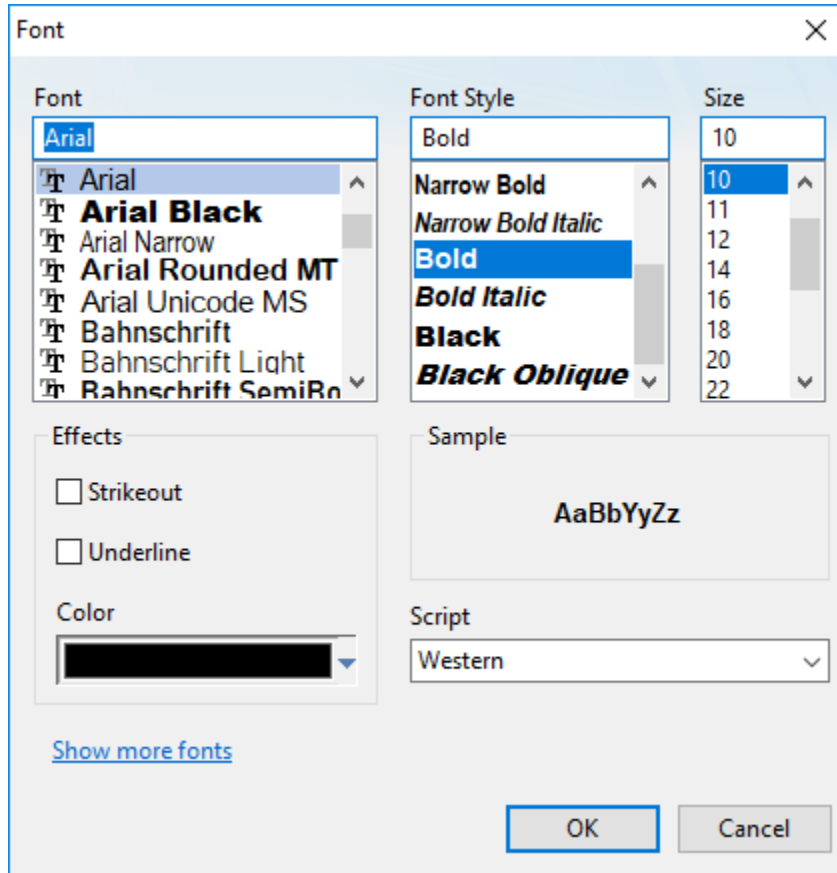 Font
Font
Font Style
Size
Arial
Bold
10
Arial
Arial Black
Arial Narrow
Arial Rounded MT
Arial Unicode MS
Bahnschrift
Bahnschrift Light
Bahnschrift SemiBo
Narrow Bold
Narrow Bold Italic
Bold
Bold Italic
Black
Black Oblique
10
11
12
14
16
18
20
22
Effects
Strikeout
Underline
Color
Sample
AaBbYyZz
Script
Western
Show more fonts
OK
Cancel